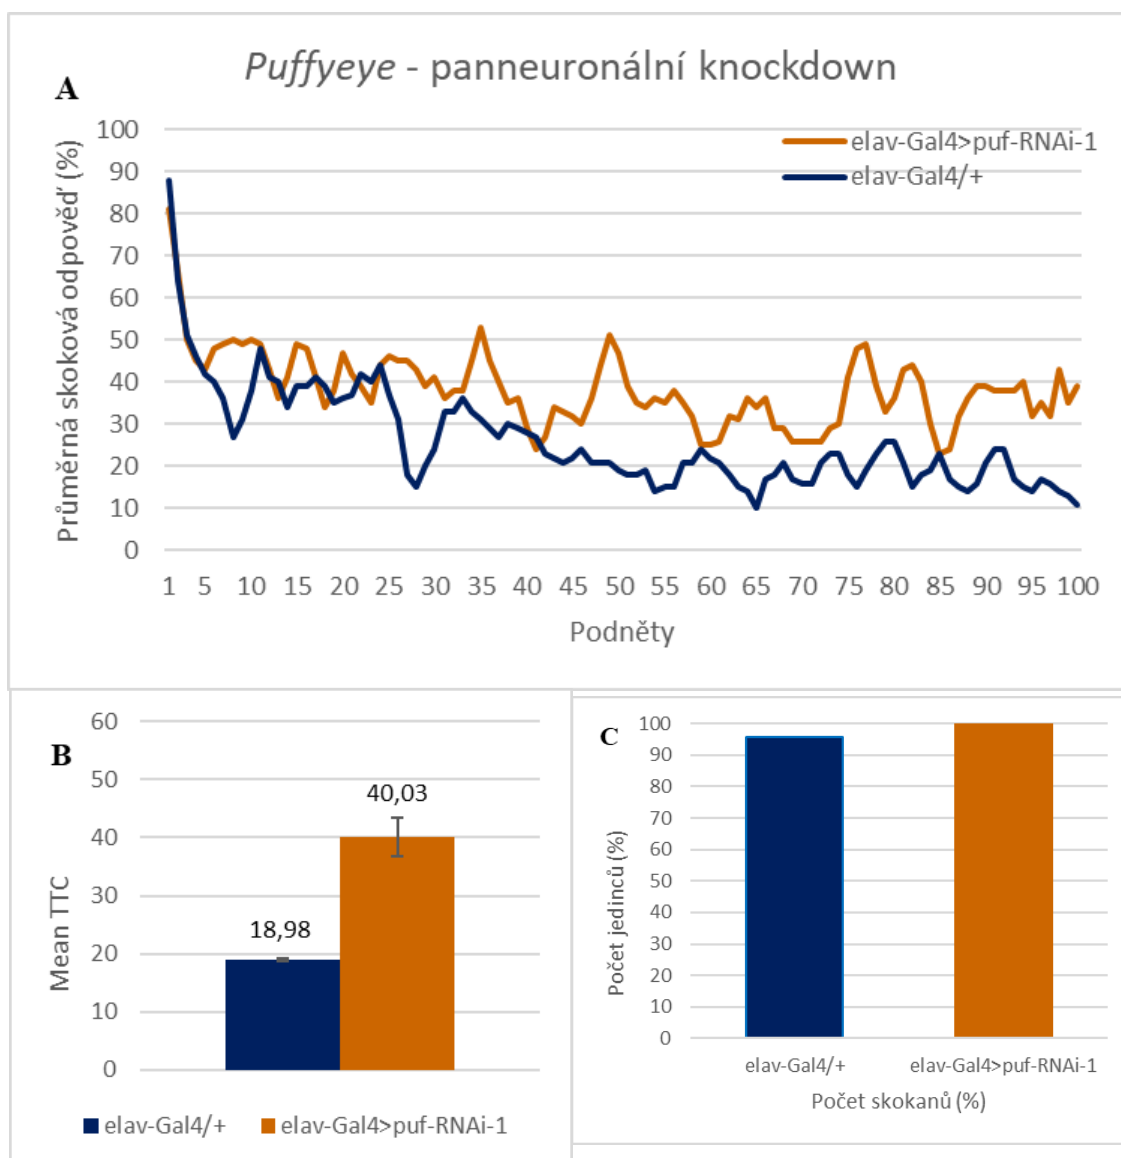 Puffyeye - panneuronální knockdown
A
elav-Gal4>puf-RNAi-1
elav-Gal4/+
Průměrná skoková odpověď (%)
100
90
80
70
60
50
40
30
20
10
0
1 5 10 15 20 25 30 35 40 45 50 55 60 65 70 75 80 85 90 95 100
Podněty
B
Mean TTC
60
50
40
30
20
10
0
18,98
40,03
elav-Gal4/+ elav-Gal4>puf-RNAi-1
C
Počet jedinců (%)
100
90
80
70
60
50
40
30
20
10
0
elav-Gal4/+ elav-Gal4>puf-RNAi-1
Počet skokanů (%)